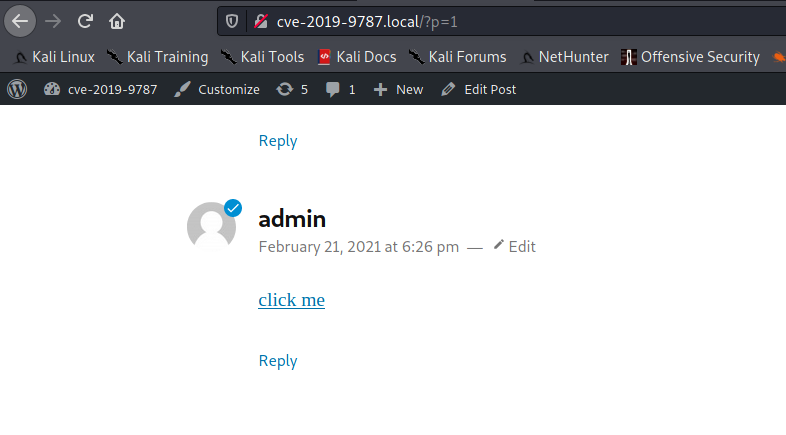 cve-2019-9787.local/?p=1
Kali Linux Kali Training Kali Tools Kali Docs Kali Forums NetHunter Offensive Security
cve-2019-9787 Customize 5 1 New Edit Post
Reply
admin
February 21, 2021 at 6:26 pm — Edit
click me
Reply